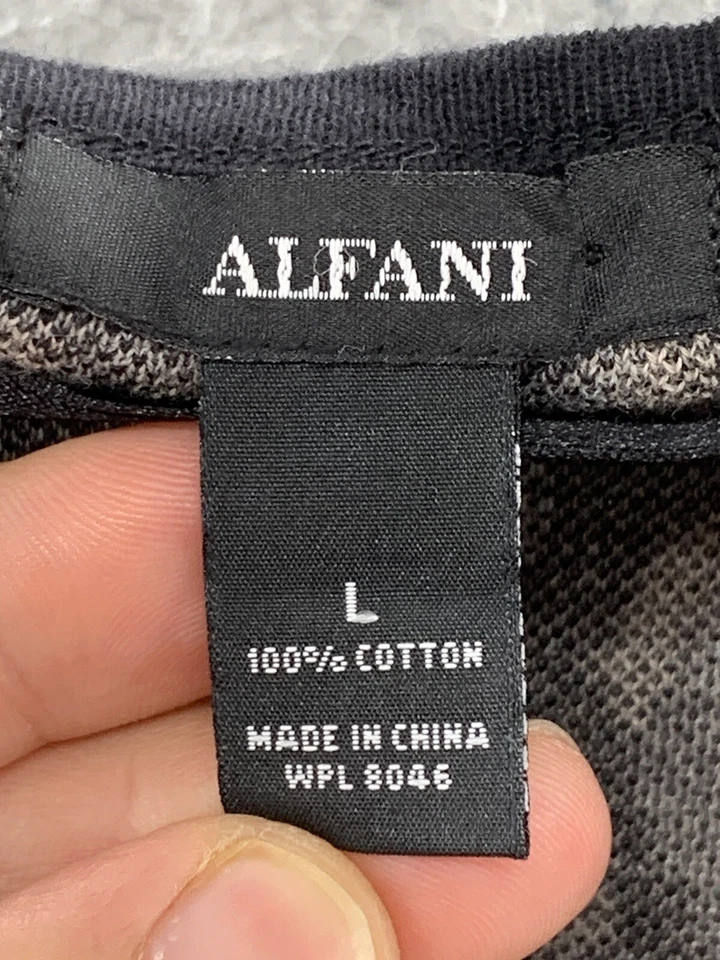 ALFANI
L
100% COTTON
MADE IN CHINA
WPL 8046